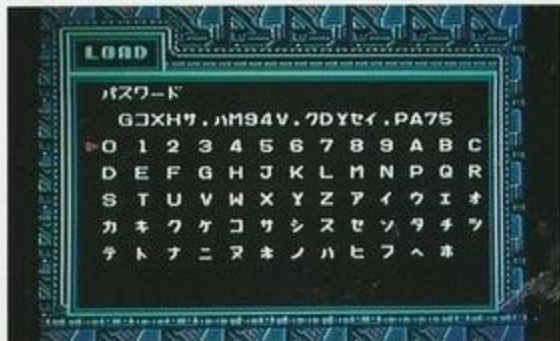 LOAD
パスワード
GコXHサ.ハM94V.クDYセイ.PA75
0 1 2 3 4 5 6 7 8 9 A B C
D E F G H J K L M N P Q R
S T U V W X Y Z ア イ ウ エ オ
カ キ ク ケ コ サ シ ス セ ソ タ チ ツ
テ ト ナ ニ ヌ ネ ノ ハ ヒ フ ヘ ホ